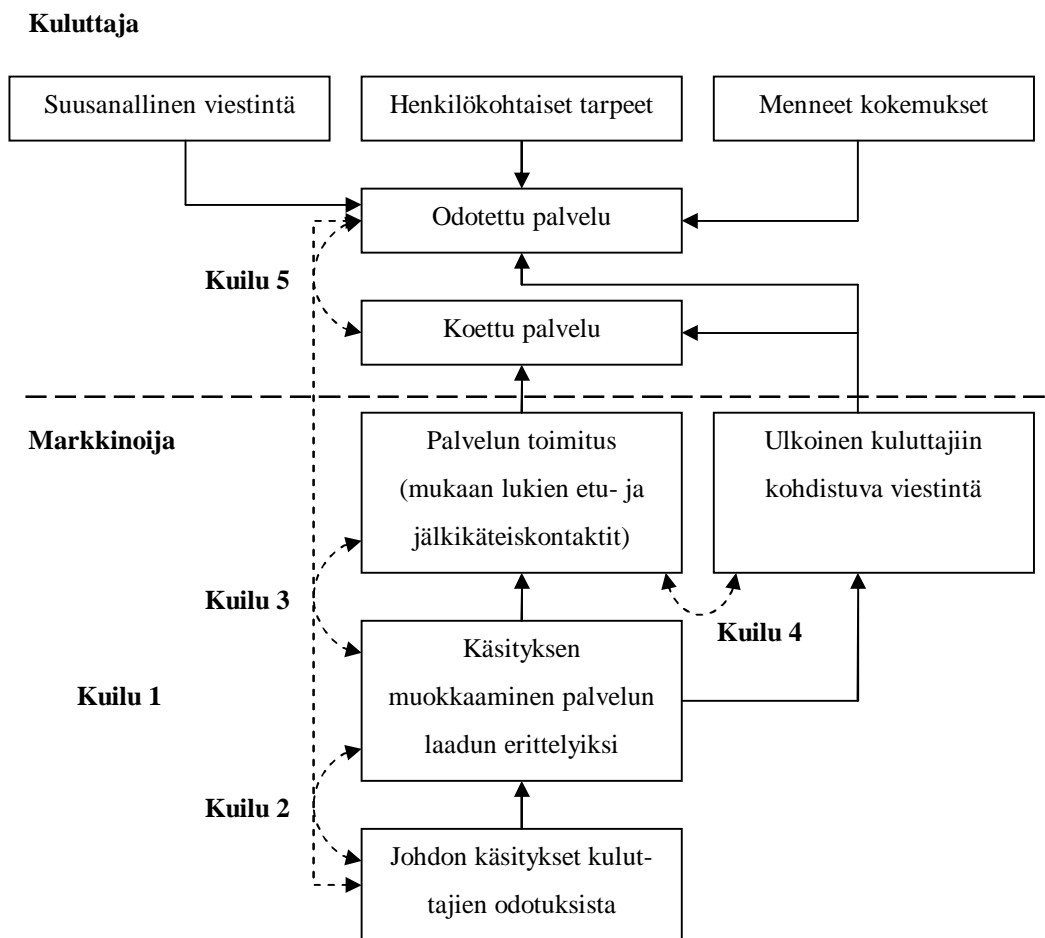 Kuluttaja
Suusanallinen viestintä
Henkilökohtaiset tarpeet
Menneet kokemukset
Odotettu palvelu
Kuilu 5
Koettu palvelu
Markkinoija
Palvelun toimitus
(mukaan lukien etu- ja
jälkikäteiskontaktit)
Ulkoinen kuluttajiin
kohdistuva viestintä
Kuilu 3
Kuilu 4
Käsityksen
muokkaaminen palvelun
laadun erittelyiksi
Kuilu 1
Kuilu 2
Johdon käsitykset kulut-
tajien odotuksista